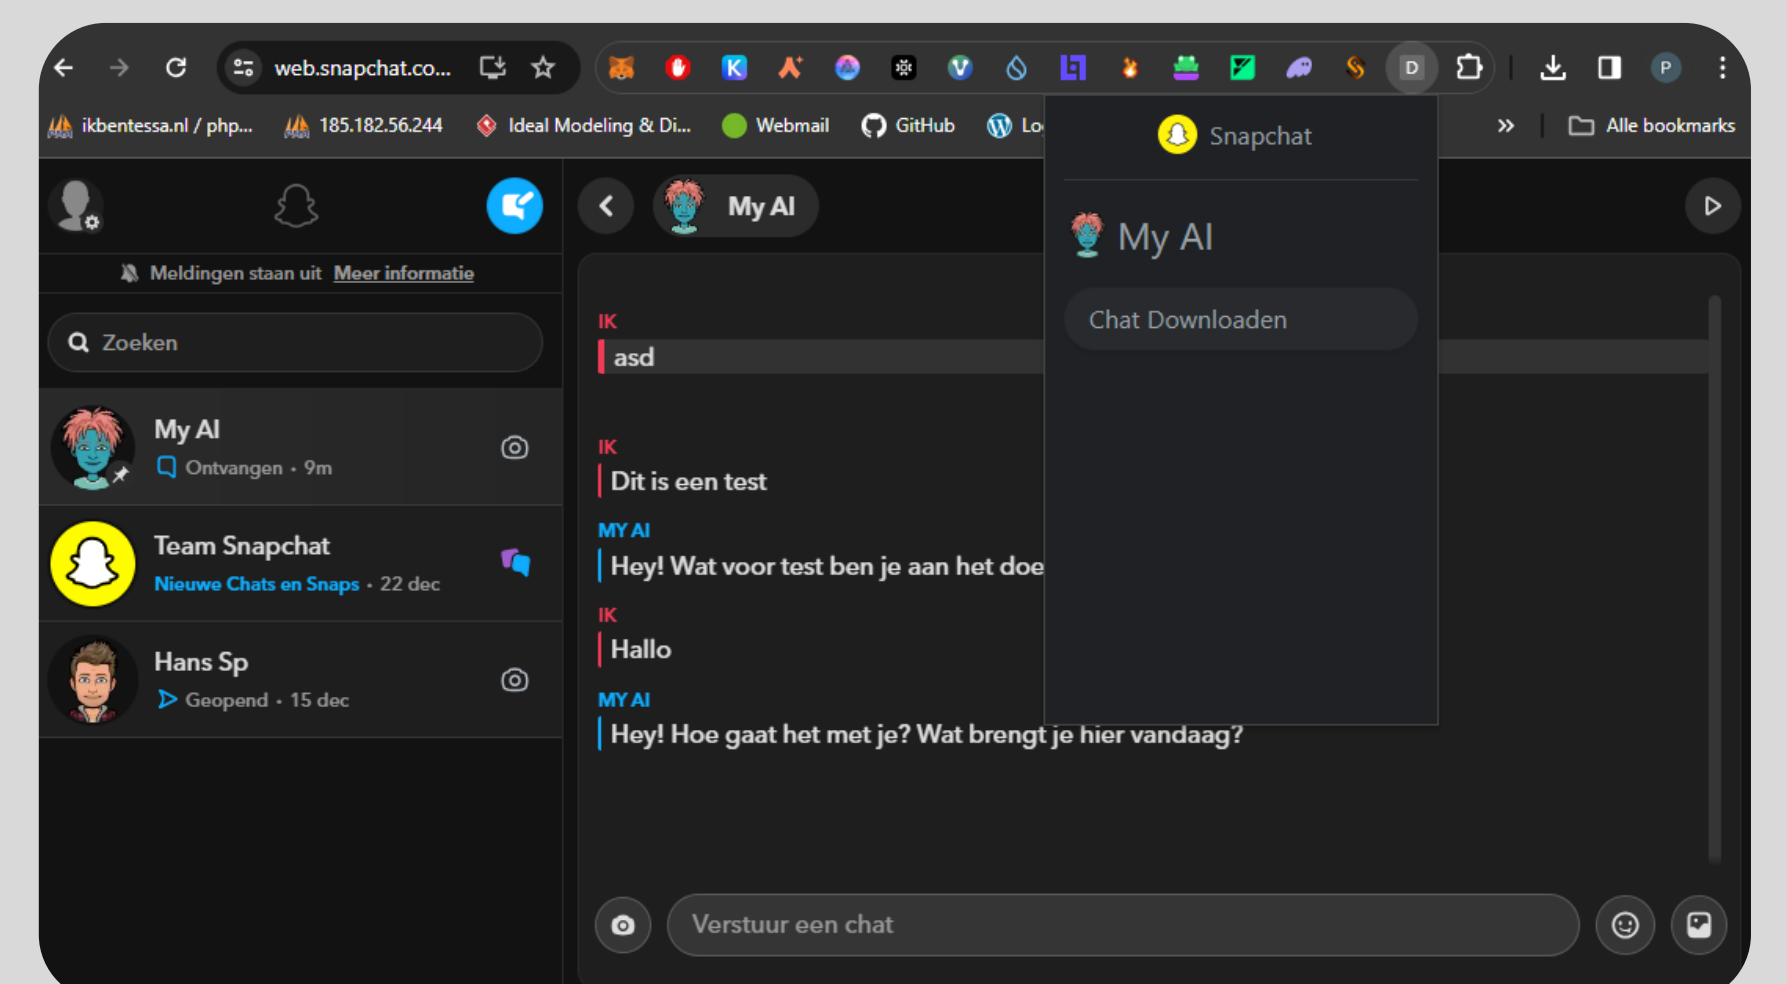 web.snapchat.co...
K
V
D
P
ikbentessa.nl / php...
185.182.56.244
Ideal Modeling & Di...
Webmail
GitHub
Lo
Alle bookmarks
Snapchat
My AI
Chat Downloaden
Meldingen staan uit Meer informatie
Zoeken
My AI
Ontvangen · 9m
Team Snapchat
Nieuwe Chats en Snaps · 22 dec
Hans Sp
Geopend · 15 dec
My AI
IK
asd
IK
Dit is een test
MY AI
Hey! Wat voor test ben je aan het doe
IK
Hallo
MY AI
Hey! Hoe gaat het met je? Wat brengt je hier vandaag?
Verstuur een chat